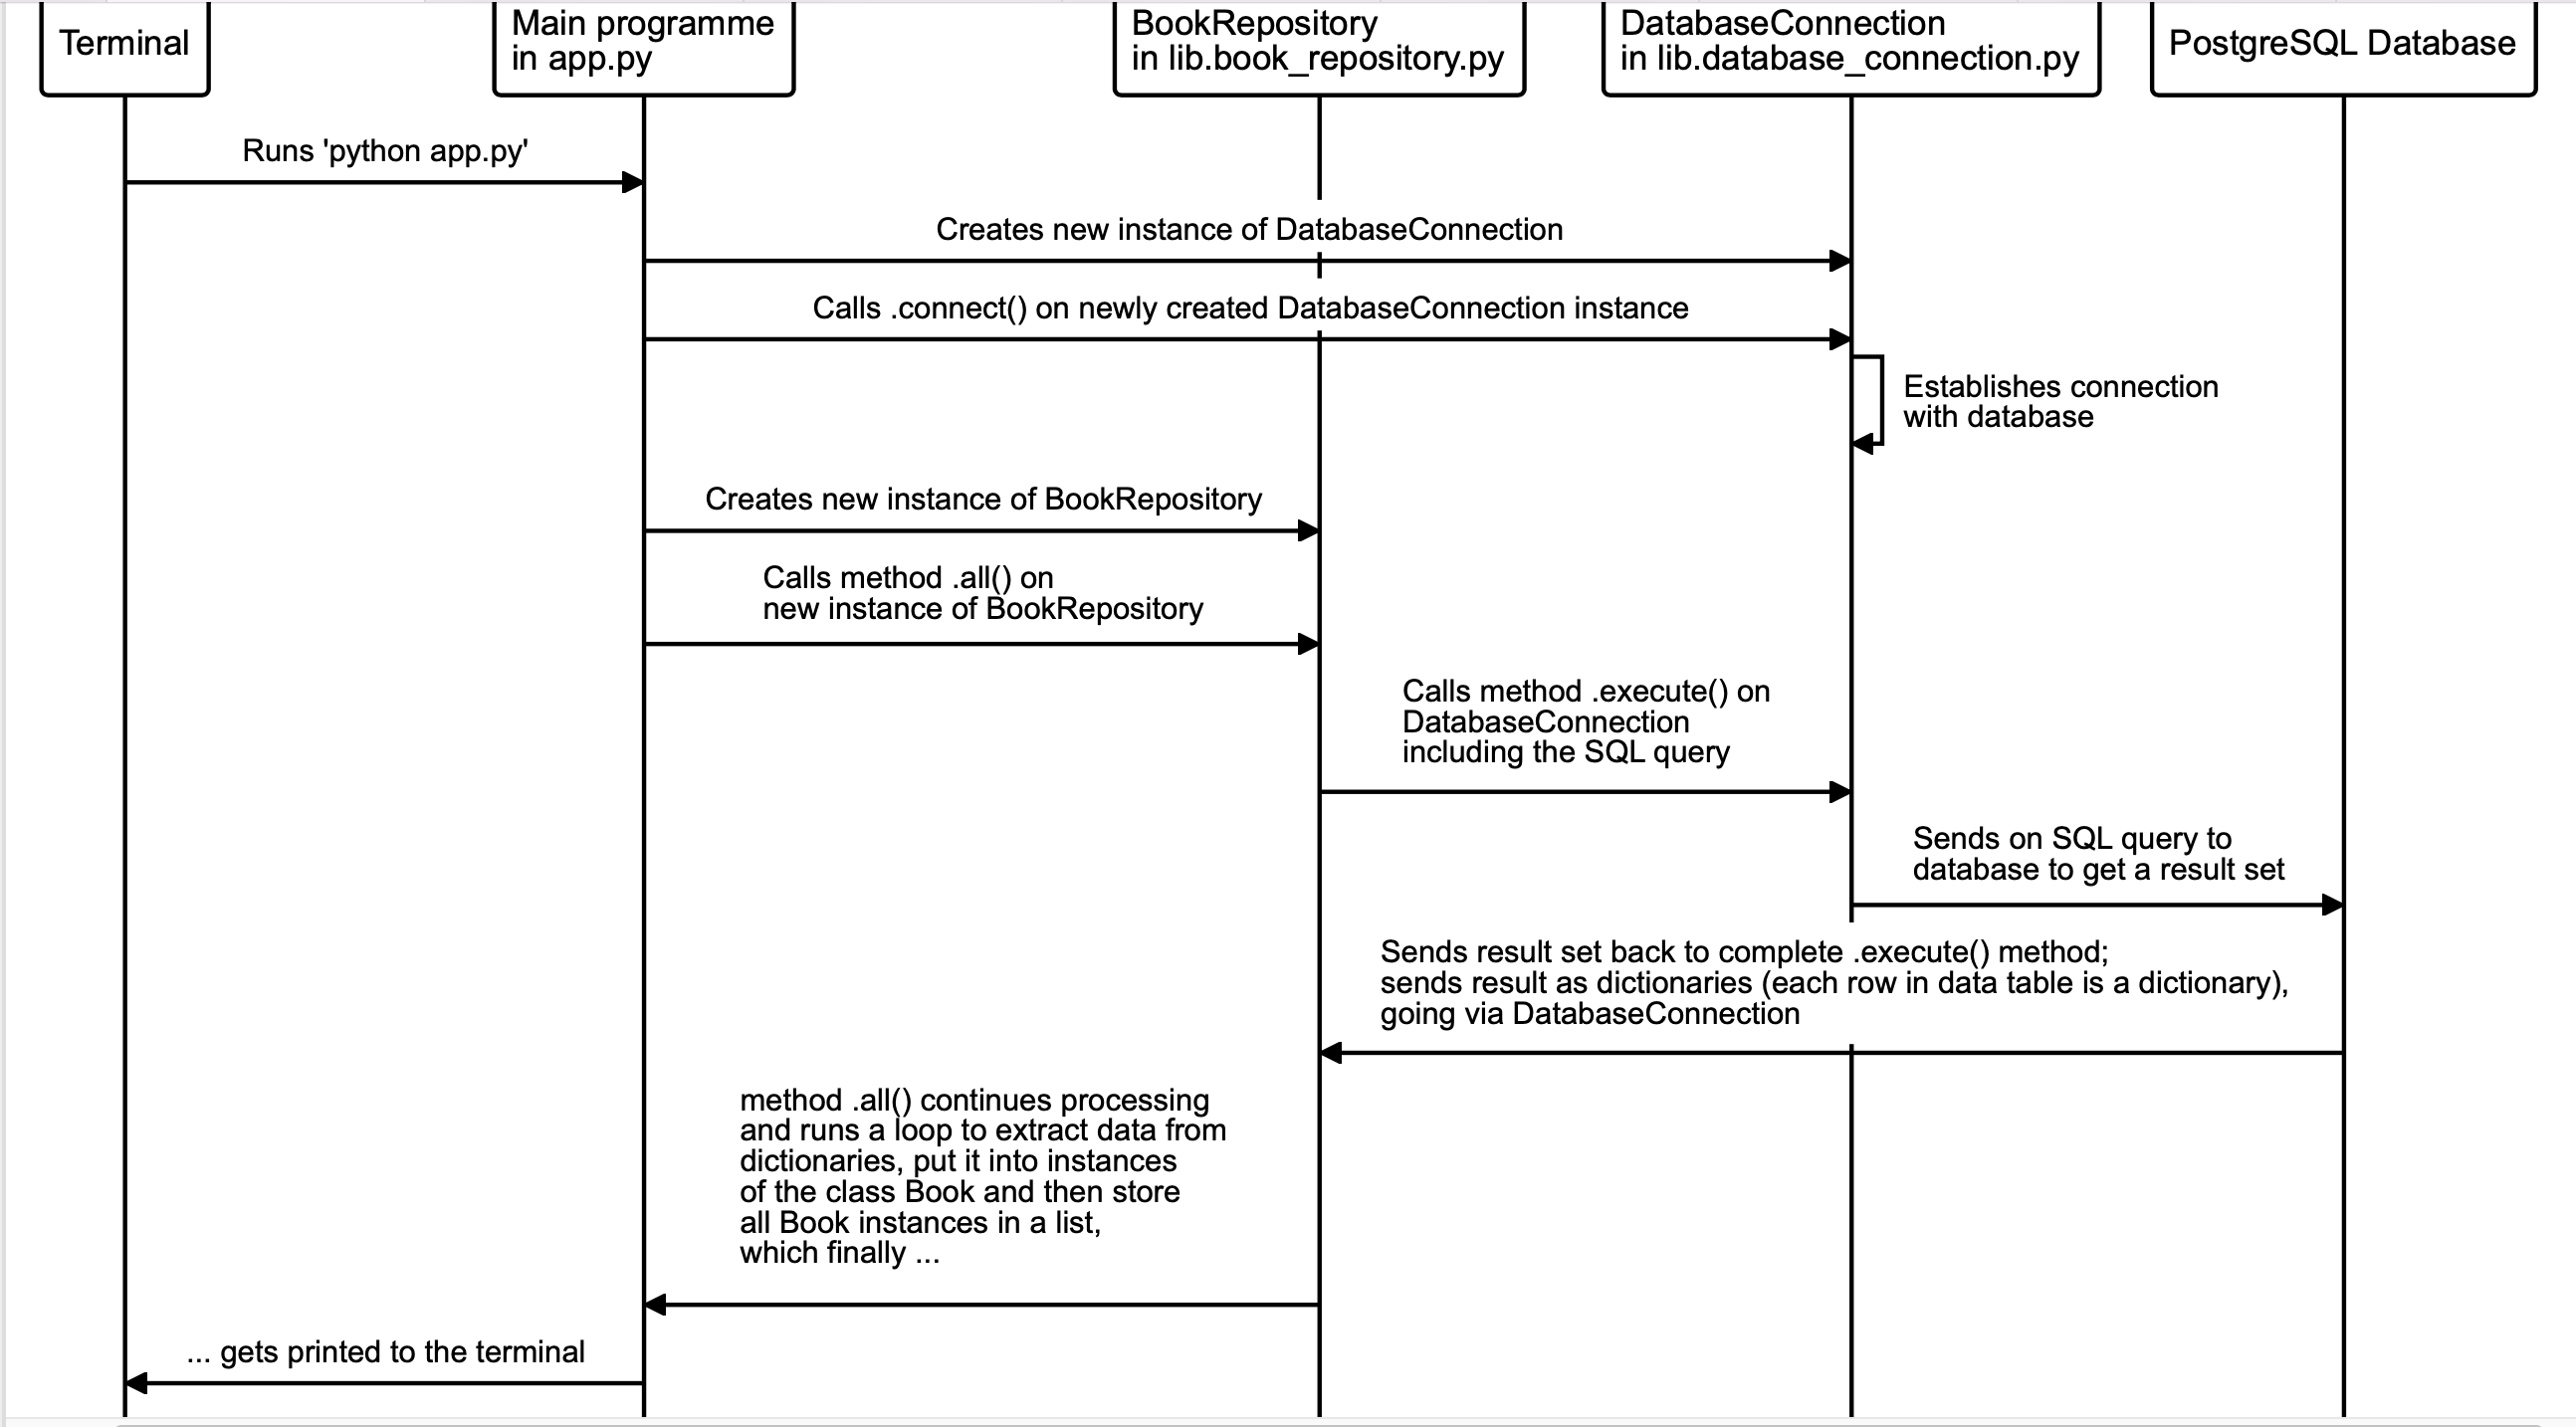 Terminal
Main programme
in app.py
BookRepository
in lib.book_repository.py
DatabaseConnection
in lib.database_connection.py
PostgreSQL Database
Runs 'python app.py'
Creates new instance of DatabaseConnection
Calls .connect() on newly created DatabaseConnection instance
Establishes connection
with database
Creates new instance of BookRepository
Calls method .all() on
new instance of BookRepository
Calls method .execute() on
DatabaseConnection
including the SQL query
Sends on SQL query to
database to get a result set
Sends result set back to complete .execute() method;
sends result as dictionaries (each row in data table is a dictionary),
going via DatabaseConnection
method .all() continues processing
and runs a loop to extract data from
dictionaries, put it into instances
of the class Book and then store
all Book instances in a list,
which finally ...
... gets printed to the terminal